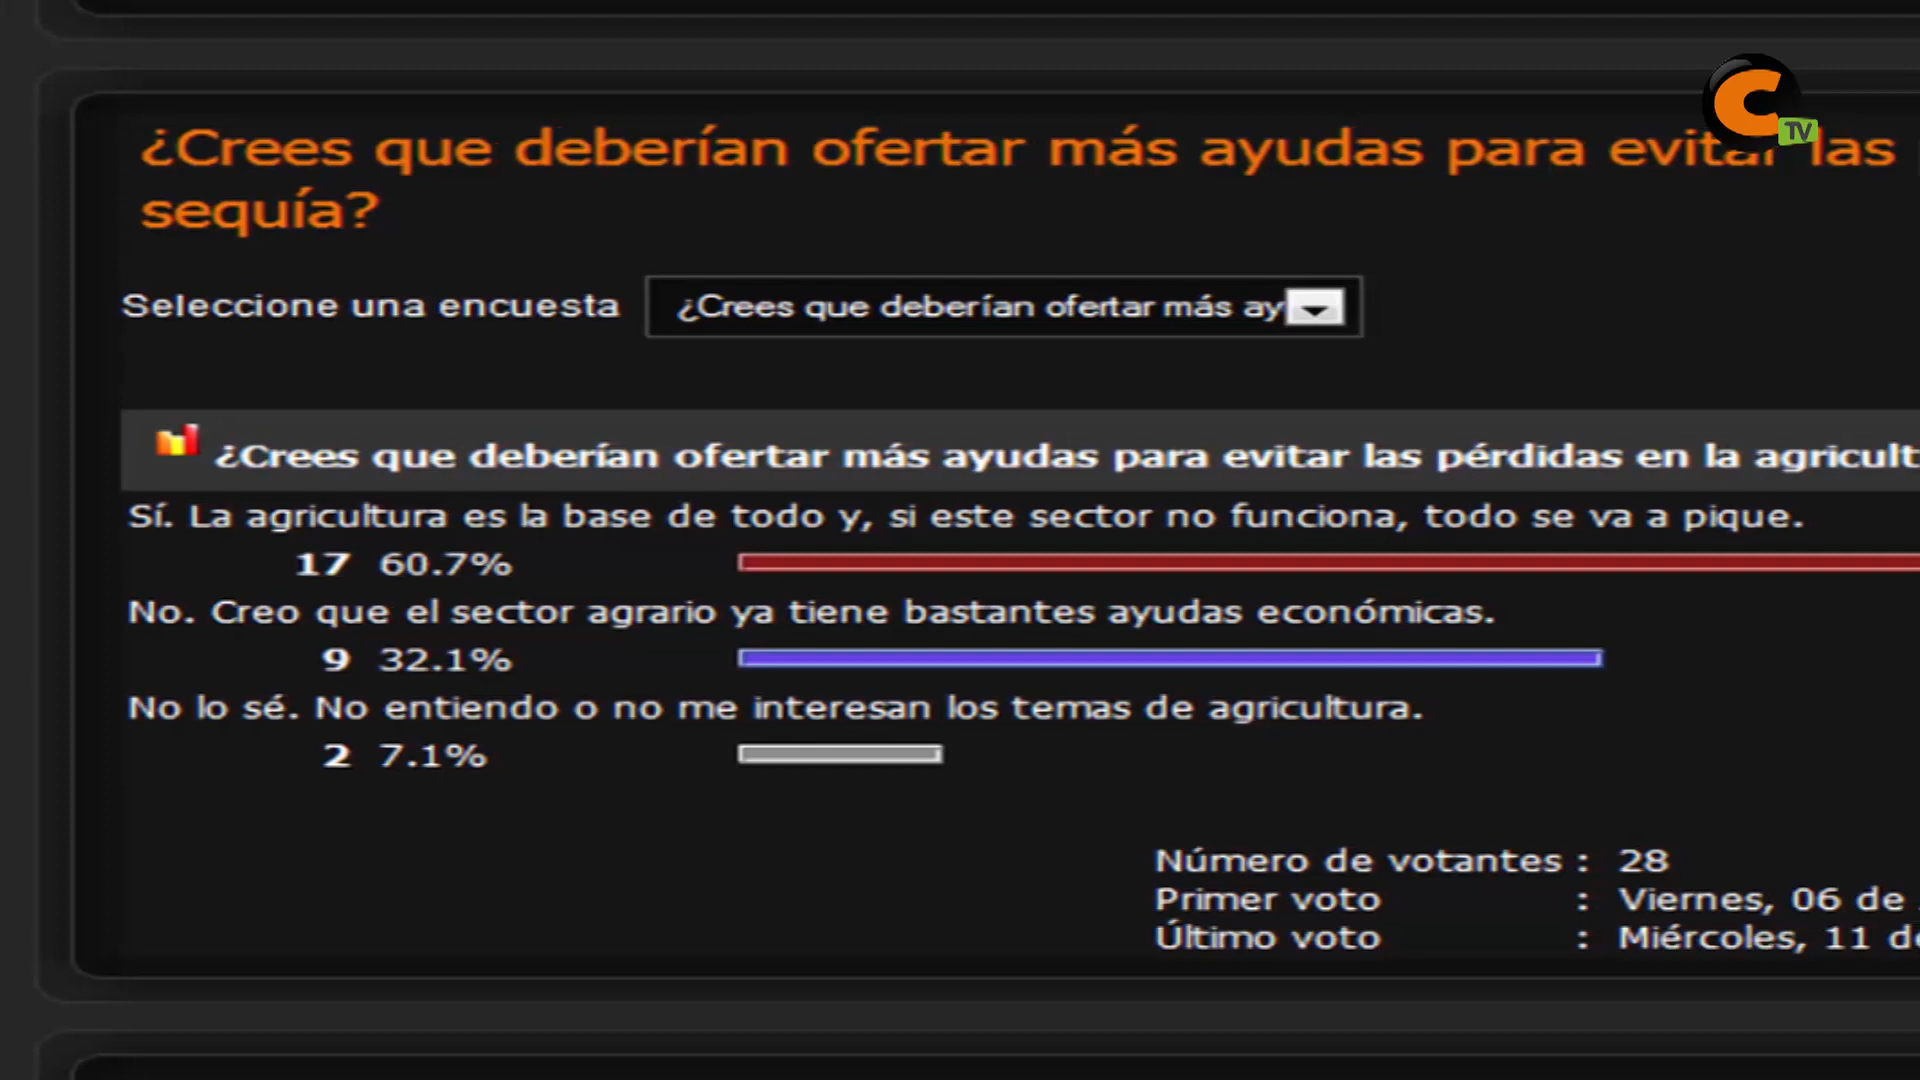 ¿Crees que deberían ofertar más ayudas para evitar las
sequía?
Seleccione una encuesta ¿Crees que deberían ofertar más ay
¿Crees que deberían ofertar más ayudas para evitar las pérdidas en la agricult
Sí. La agricultura es la base de todo y, si este sector no funciona, todo se va a pique.
17 60.7%
No. Creo que el sector agrario ya tiene bastantes ayudas económicas.
9 32.1%
No lo sé. No entiendo o no me interesan los temas de agricultura.
2 7.1%
Número de votantes : 28
Primer voto : Viernes, 06 de
Último voto : Miércoles, 11 de
C TV